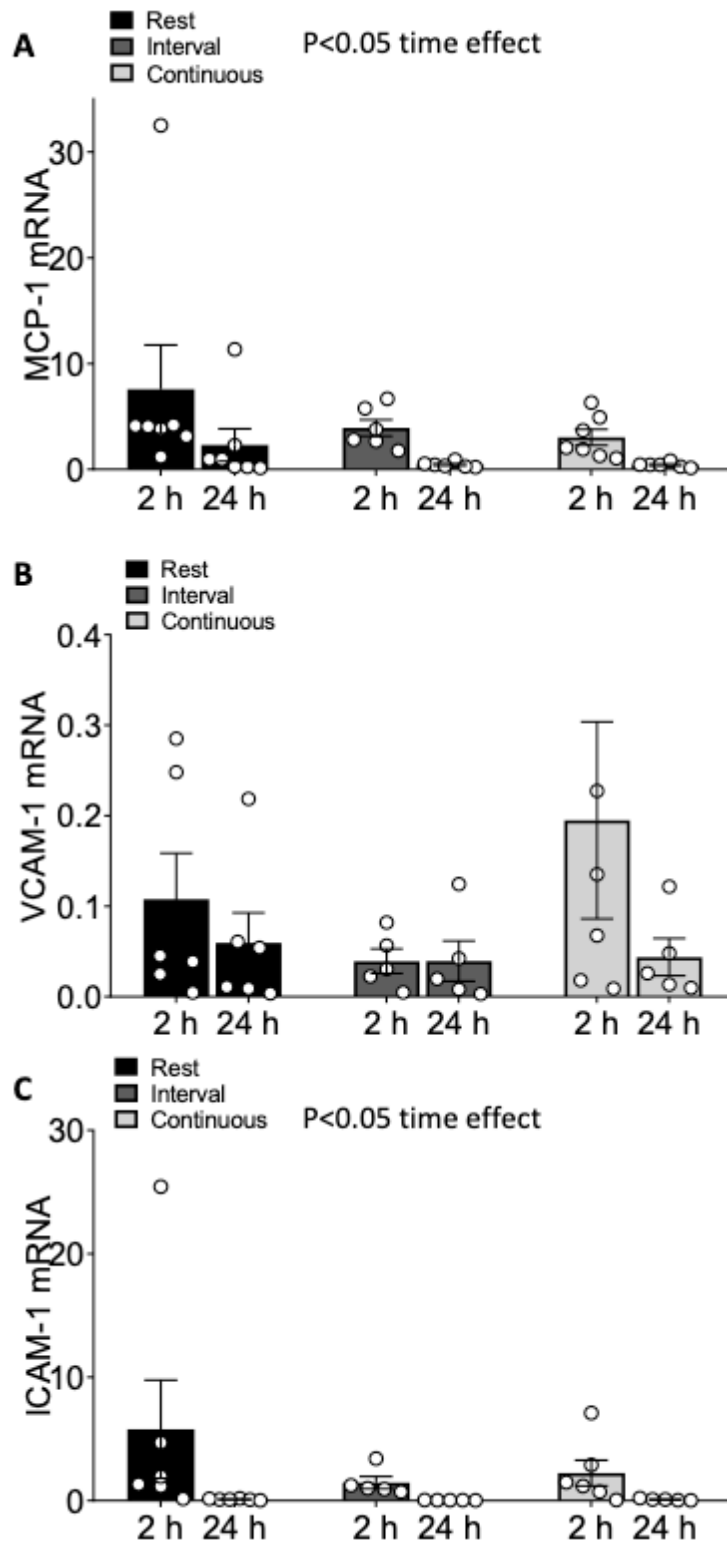 A
Rest
Interval
Continuous
P<0.05 time effect
MCP-1 mRNA
30
20
10
0
2 h 24 h 2 h 24 h 2 h 24 h
B
Rest
Interval
Continuous
VCAM-1 mRNA
0.4
0.3
0.2
0.1
0.0
2 h 24 h 2 h 24 h 2 h 24 h
C
Rest
Interval
Continuous
P<0.05 time effect
ICAM-1 mRNA
30
20
10
0
2 h 24 h 2 h 24 h 2 h 24 h